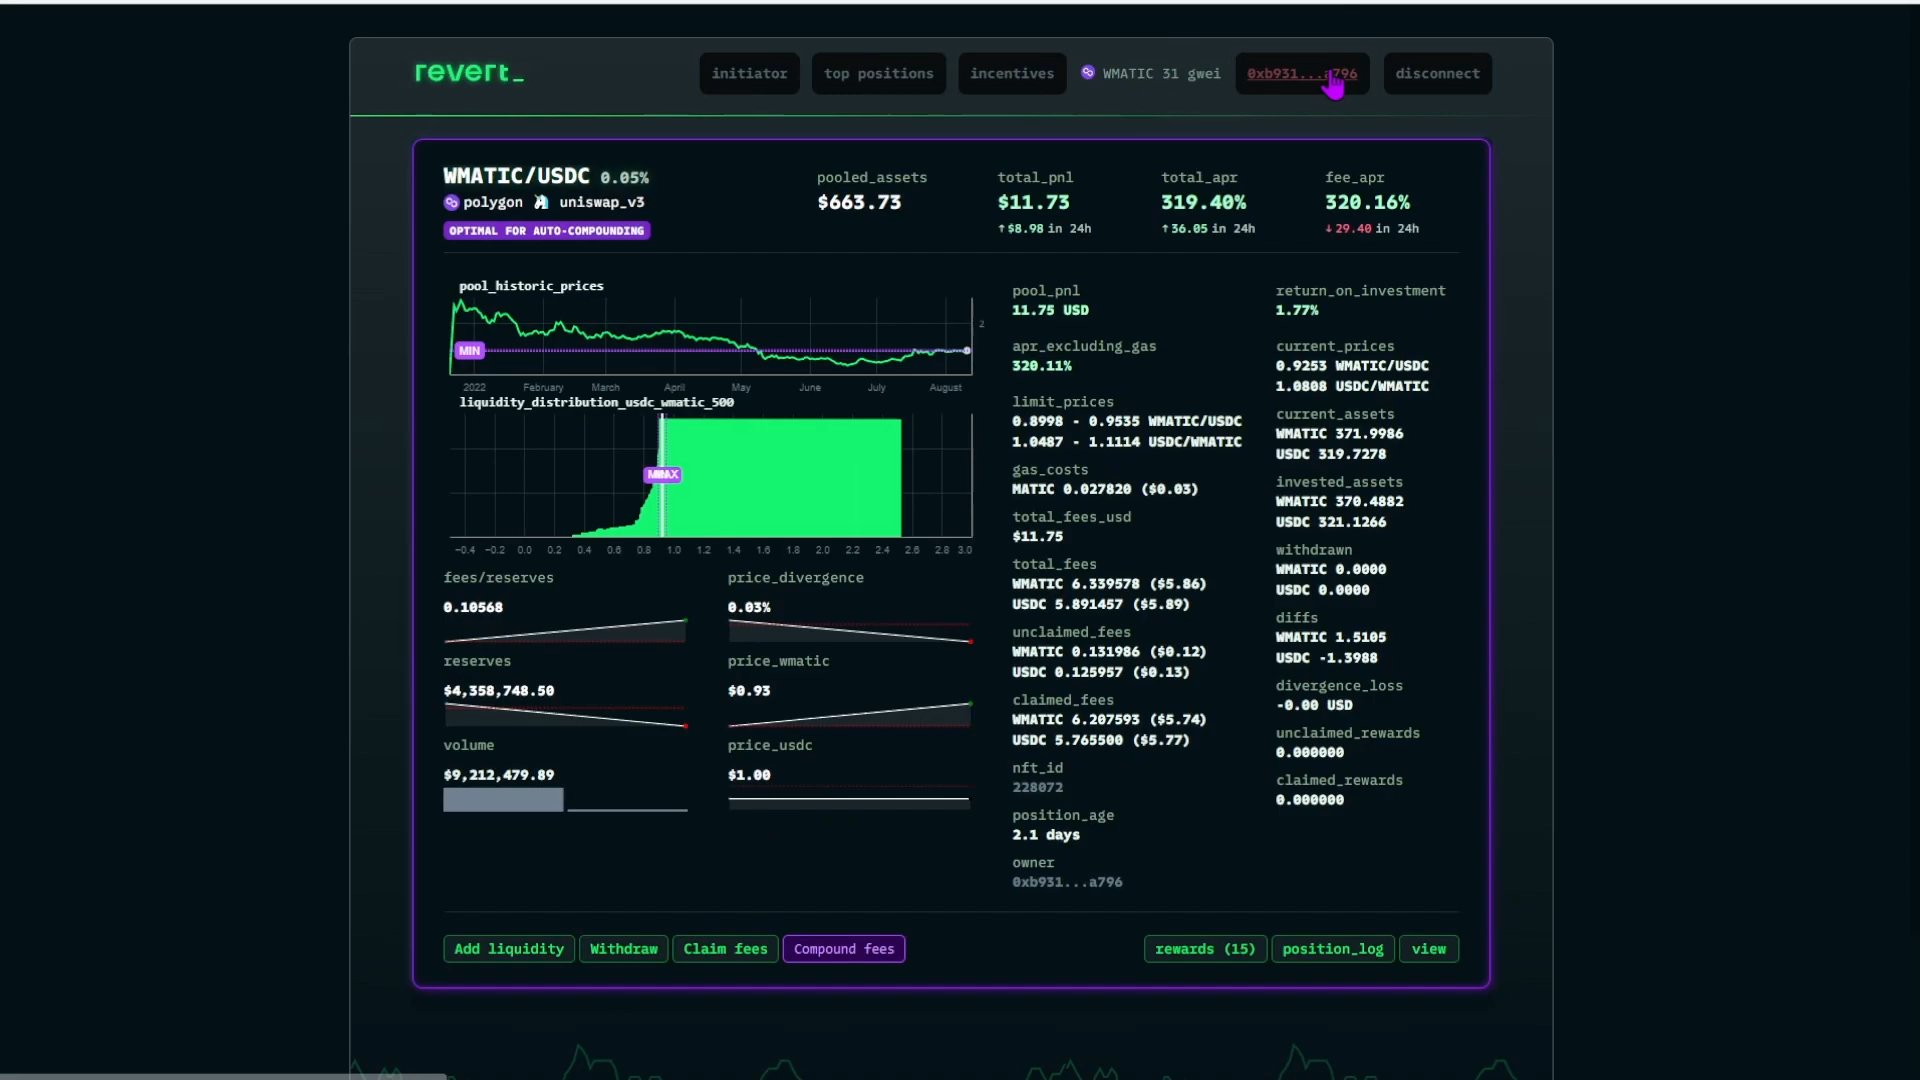 revert_
initiator
top positions
incentives
WMATIC 31 gwei
0xb931...a796
disconnect
WMATIC/USDC 0.05%
polygon uniswap_v3
OPTIMAL FOR AUTO-COMPOUNDING
pooled_assets
$663.73
total_pnl
$11.73
↑$8.98 in 24h
total_apr
319.40%
↑36.05 in 24h
fee_apr
320.16%
↓29.40 in 24h
pool_historic_prices
2
MIN
2022 February March April May June July August
liquidity_distribution_usdc_wmatic_500
−0.4 −0.2 0.0 0.2 0.4 0.6 0.8 1.0 1.2 1.4 1.6 1.8 2.0 2.2 2.4 2.6 2.8 3.0
fees/reserves
0.10568
price_divergence
0.03%
reserves
$4,358,748.50
price_wmatic
$0.93
volume
$9,212,479.89
price_usdc
$1.00
pool_pnl
11.75 USD
apr_excluding_gas
320.11%
limit_prices
0.8998 - 0.9535 WMATIC/USDC
1.0487 - 1.1114 USDC/WMATIC
gas_costs
MATIC 0.027820 ($0.03)
total_fees_usd
$11.75
total_fees
WMATIC 6.339578 ($5.86)
USDC 5.891457 ($5.89)
unclaimed_fees
WMATIC 0.131986 ($0.12)
USDC 0.125957 ($0.13)
claimed_fees
WMATIC 6.207593 ($5.74)
USDC 5.765500 ($5.77)
nft_id
228072
position_age
2.1 days
owner
0xb931...a796
return_on_investment
1.77%
current_prices
0.9253 WMATIC/USDC
1.0808 USDC/WMATIC
current_assets
WMATIC 371.9986
USDC 319.7278
invested_assets
WMATIC 370.4882
USDC 321.1266
withdrawn
WMATIC 0.0000
USDC 0.0000
diffs
WMATIC 1.5105
USDC -1.3988
divergence_loss
-0.00 USD
unclaimed_rewards
0.000000
claimed_rewards
0.000000
Add liquidity
Withdraw
Claim fees
Compound fees
rewards (15)
position_log
view